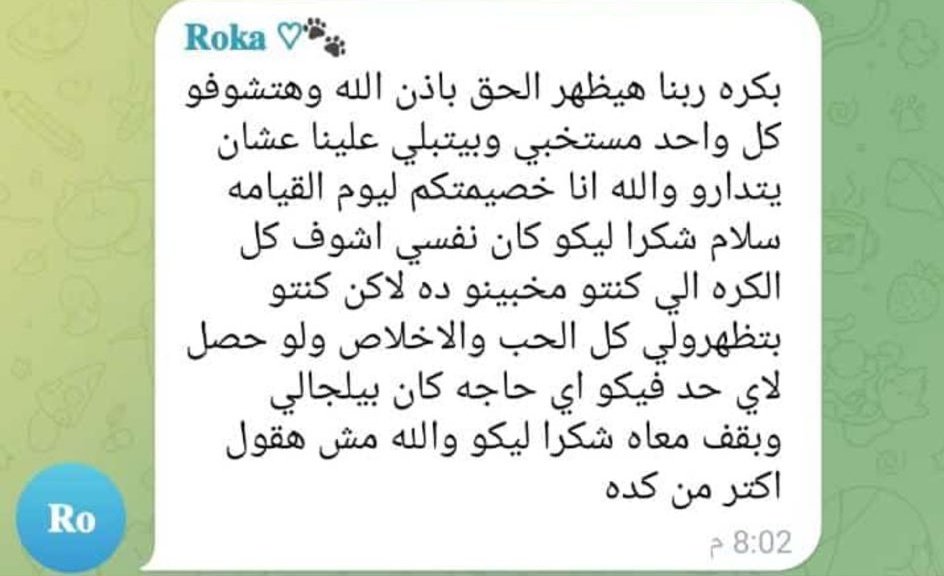 Roka ♡🐾
بكره ربنا هيظهر الحق باذن الله وهتشوفو
كل واحد مستخبي وبيتبلي علينا عشان
يتدارو والله انا خصيمتكم ليوم القيامه
سلام شكرا ليكو كان نفسي اشوف كل
الكره الي كنتو مخبينو ده لاكن كنتو
بتظهرولي كل الحب والاخلاص ولو حصل
لاي حد فيكو اي حاجه كان بيلجالي
وبقف معاه شكرا ليكو والله مش هقول
اكتر من كده
8:02 م
Ro